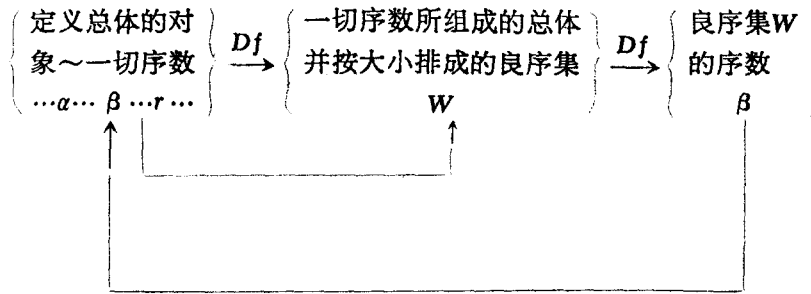 定义总体的对
象～一切序数
…α… β …r…
Df
一切序数所组成的总体
并按大小排成的良序集
W
Df
良序集W
的序数
β